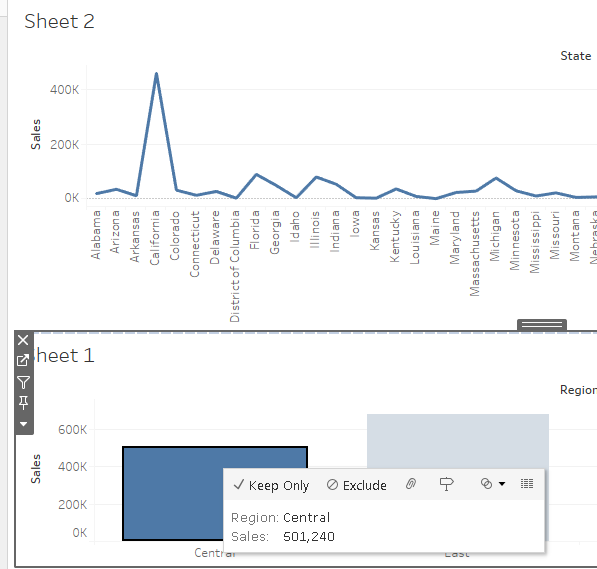 Sheet 2
State
400K
200K
0K
Sales
Alabama
Arizona
Arkansas
California
Colorado
Connecticut
Delaware
District of Columbia
Florida
Georgia
Idaho
Illinois
Indiana
Iowa
Kansas
Kentucky
Louisiana
Maine
Maryland
Massachusetts
Michigan
Minnesota
Mississippi
Missouri
Montana
Nebraska
heet 1
Region
600K
400K
200K
0K
Sales
Keep Only Exclude
Region: Central
Sales: 501,240
Central
East